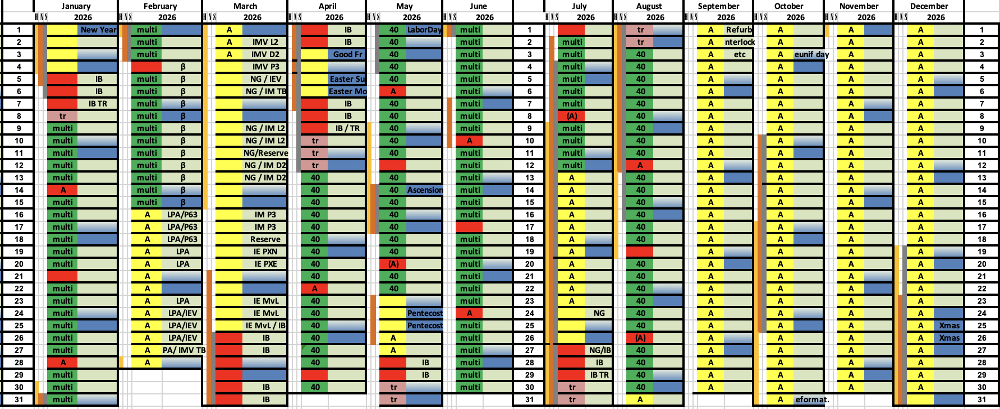 January February March April May June July August September October November December
H N S 2026 H N S 2026 H N S 2026 H N S 2026 H N S 2026 H N S 2026 H N S 2026 H N S 2026 H N S 2026 H N S 2026 H N S 2026 H N S 2026
1 New Year multi A IB 40 LaborDay multi 1 tr A Refurb A A A 1
2 multi A IMV L2 IB 40 multi 2 multi tr A nterlock A A A 2
3 multi A IMV D2 Good Fr 40 multi 3 multi 40 A etc A eunif day A A 3
4 β IMV P3 40 multi 4 multi 40 A A A A 4
5 IB multi β NG / IEV Easter Su 40 multi 5 multi 40 A A A A 5
6 IB multi β NG / IM TB Easter Mo A multi 6 multi 40 A A A A 6
7 IB TR multi β IB 40 multi 7 multi 40 A A A A 7
8 tr multi β IB 40 multi 8 (A) 40 A A A A 8
9 multi multi β NG / IM L2 IB / TR 40 multi 9 multi 40 A A A A 9
10 multi multi β NG / IM L2 tr 40 A 10 multi 40 A A A A 10
11 multi multi β NG/Reserve tr 40 multi 11 multi 40 A A A A 11
12 multi multi β NG / IM D2 tr multi 12 multi A A A A A 12
13 multi multi β NG / IM D2 40 40 multi 13 A 40 A A A A 13
14 A multi β 40 40 Ascension multi 14 A 40 A A A A 14
15 multi multi β 40 40 multi 15 A 40 A A A A 15
16 multi A LPA/P63 IM P3 40 40 multi 16 A 40 A A A A 16
17 multi A LPA/P63 IM P3 40 40 17 A 40 A A A A 17
18 multi A LPA/P63 Reserve 40 40 multi 18 A 40 A A A A 18
19 multi A LPA IE PXN 40 40 multi 19 A A A A A 19
20 multi A LPA IE PXE 40 (A) multi 20 A 40 A A A A 20
21 A 40 40 multi 21 A 40 A A A A 21
22 multi A A 40 multi 22 A 40 A A A A 22
23 multi A LPA IE MvL 40 multi 23 A 40 A A A A 23
24 multi A LPA/IEV IE MvL 40 Pentecost A 24 NG 40 A A A A 24
25 multi A LPA/IEV IE MvL / IB 40 Pentecost multi 25 40 A A A A Xmas 25
26 multi A LPA/IEV IB 40 A multi 26 (A) A A A A Xmas 26
27 multi A PA/ IMV TB IB 40 A multi 27 NG/IB 40 A A A A 27
28 A A 40 IB multi 28 IB 40 A A A A 28
29 multi IB multi 29 IB TR 40 A A A A 29
30 multi IB 40 tr multi 30 tr 40 A A A A 30
31 multi IB tr 31 tr A A eformat. 31